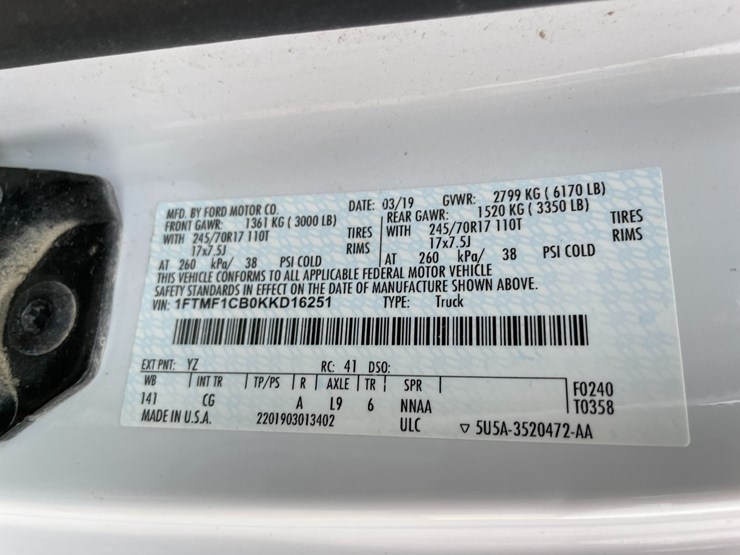 MFD. BY FORD MOTOR CO. DATE: 03/19 GVWR: 2799 KG ( 6170 LB)
FRONT GAWR: 1361 KG ( 3000 LB) REAR GAWR: 1520 KG ( 3350 LB)
WITH 245/70R17 110T TIRES WITH 245/70R17 110T TIRES
17x7.5J RIMS 17x7.5J RIMS
AT 260 kPa/ 38 PSI COLD AT 260 kPa/ 38 PSI COLD
THIS VEHICLE CONFORMS TO ALL APPLICABLE FEDERAL MOTOR VEHICLE
SAFETY STANDARDS IN EFFECT ON THE DATE OF MANUFACTURE SHOWN ABOVE.
VIN: 1FTMF1CB0KKD16251 TYPE: Truck
EXT PNT: YZ RC: 41 DSO:
WB INT TR TP/PS R AXLE TR SPR F0240
141 CG A L9 6 NNAA T0358
MADE IN U.S.A. 2201903013402 ULC ▽ 5U5A-3520472-AA